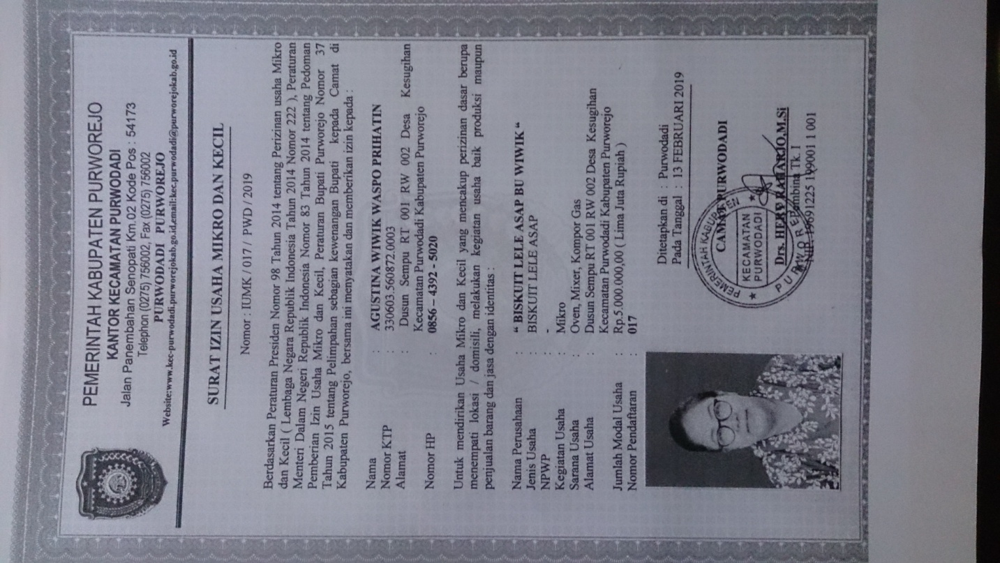 PEMERINTAH KABUPATEN PURWOREJO
KANTOR KECAMATAN PURWODADI
Jalan Panembahan Senopati Km.02 Kode Pos : 54173
Telephon (0275) 756002, Fax (0275) 756002
PURWODADI PURWOREJO
Website:www.kec-purwodadi.purworejokab.go.id,email:kec.purwodadi@purworejokab.go.id
SURAT IZIN USAHA MIKRO DAN KECIL
Nomor : IUMK / 017 / PWD / 2019
Berdasarkan Peraturan Presiden Nomor 98 Tahun 2014 tentang Perizinan usaha Mikro
dan Kecil ( Lembaga Negara Republik Indonesia Tahun 2014 Nomor 222 ), Peraturan
Menteri Dalam Negeri Republik Indonesia Nomor 83 Tahun 2014 tentang Pedoman
Pemberian Izin Usaha Mikro dan Kecil, Peraturan Bupati Purworejo Nomor 37
Tahun 2015 tentang Pelimpahan sebagian kewenangan Bupati kepada Camat di
Kabupaten Purworejo, bersama ini menyatakan dan memberikan izin kepada :
Nama : AGUSTINA WIWIK WASPO PRIHATIN
Nomor KTP : 330603.560872.0003
Alamat : Dusun Sempu RT 001 RW 002 Desa Kesugihan
Kecamatan Purwodadi Kabupaten Purworejo
Nomor HP : 0856 – 4392 - 5020
Untuk mendirikan Usaha Mikro dan Kecil yang mencakup perizinan dasar berupa
menempati lokasi / domisili, melakukan kegiatan usaha baik produksi maupun
penjualan barang dan jasa dengan identitas :
Nama Perusahaan : “ BISKUIT LELE ASAP BU WIWIK “
Jenis Usaha : BISKUIT LELE ASAP
NPWP : -
Kegiatan Usaha : Mikro
Sarana Usaha : Oven, Mixer, Kompor Gas
Alamat Usaha : Dusun Sempu RT 001 RW 002 Desa Kesugihan
Kecamatan Purwodadi Kabupaten Purworejo
Jumlah Modal Usaha : Rp.5.000.000,00 ( Lima Juta Rupiah )
Nomor Pendaftaran : 017
Ditetapkan di : Purwodadi
Pada Tanggal : 13 FEBRUARI 2019
CAMAT PURWODADI
PEMERINTAH KABUPATEN
KECAMATAN
PURWODADI
PURWOREJO
Drs. HERY RAHARJO,M.Si
Pembina Tk. I
NIP. 19691225 199001 1 001